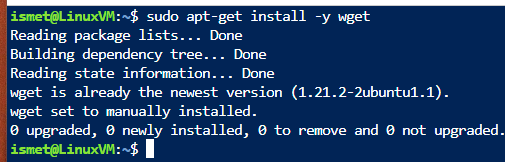 ismet@LinuxVM:~$ sudo apt-get install -y wget
Reading package lists... Done
Building dependency tree... Done
Reading state information... Done
wget is already the newest version (1.21.2-2ubuntu1.1).
wget set to manually installed.
0 upgraded, 0 newly installed, 0 to remove and 0 not upgraded.
ismet@LinuxVM:~$